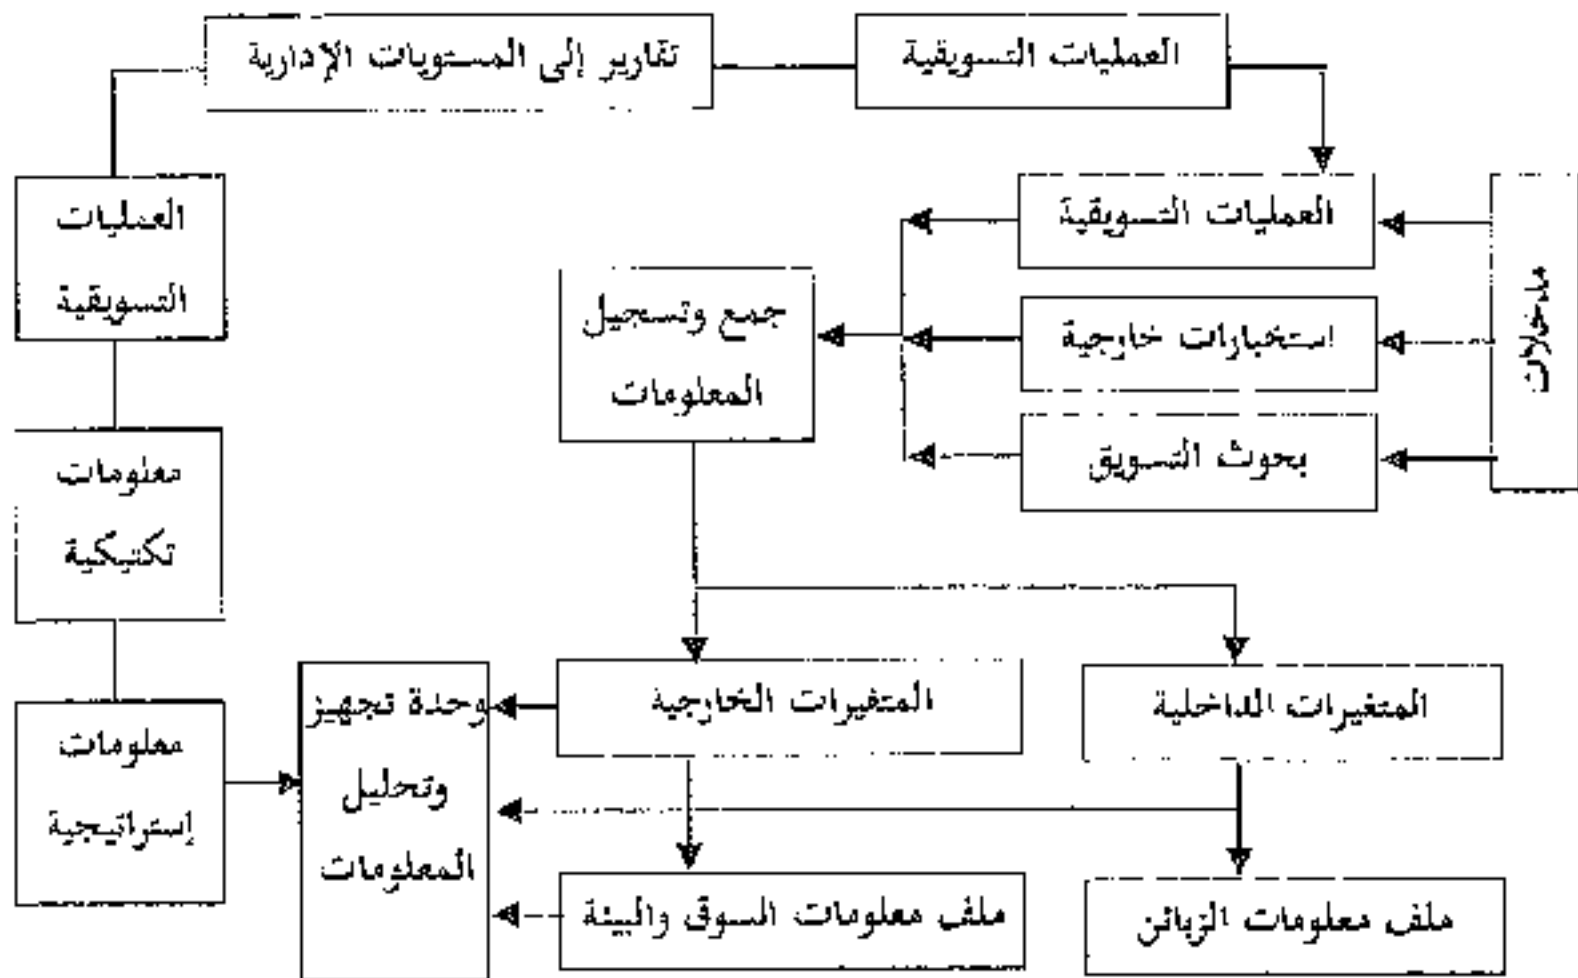 العمليات التسويقية
تقارير إلى المستويات الإدارية
مدخولات
العمليات التسويقية
استخبارات خارجية
بحوث التسويق
جمع وتسجيل
المعلومات
العمليات
التسويقية
معلومات
تكتيكية
معلومات
إستراتيجية
المتغيرات الداخلية
المتغيرات الخارجية
وحدة تجهيز
وتحليل
المعلومات
ملف معلومات الزبائن
ملف معلومات السوق والبيئة